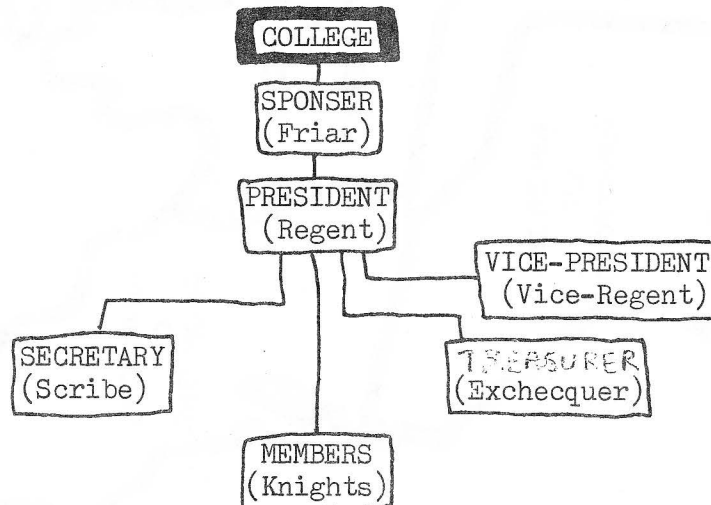 COLLEGE
SPONSER
(Friar)
PRESIDENT
(Regent)
VICE-PRESIDENT
(Vice-Regent)
SECRETARY
(Scribe)
TREASURER
(Exchecquer)
MEMBERS
(Knights)